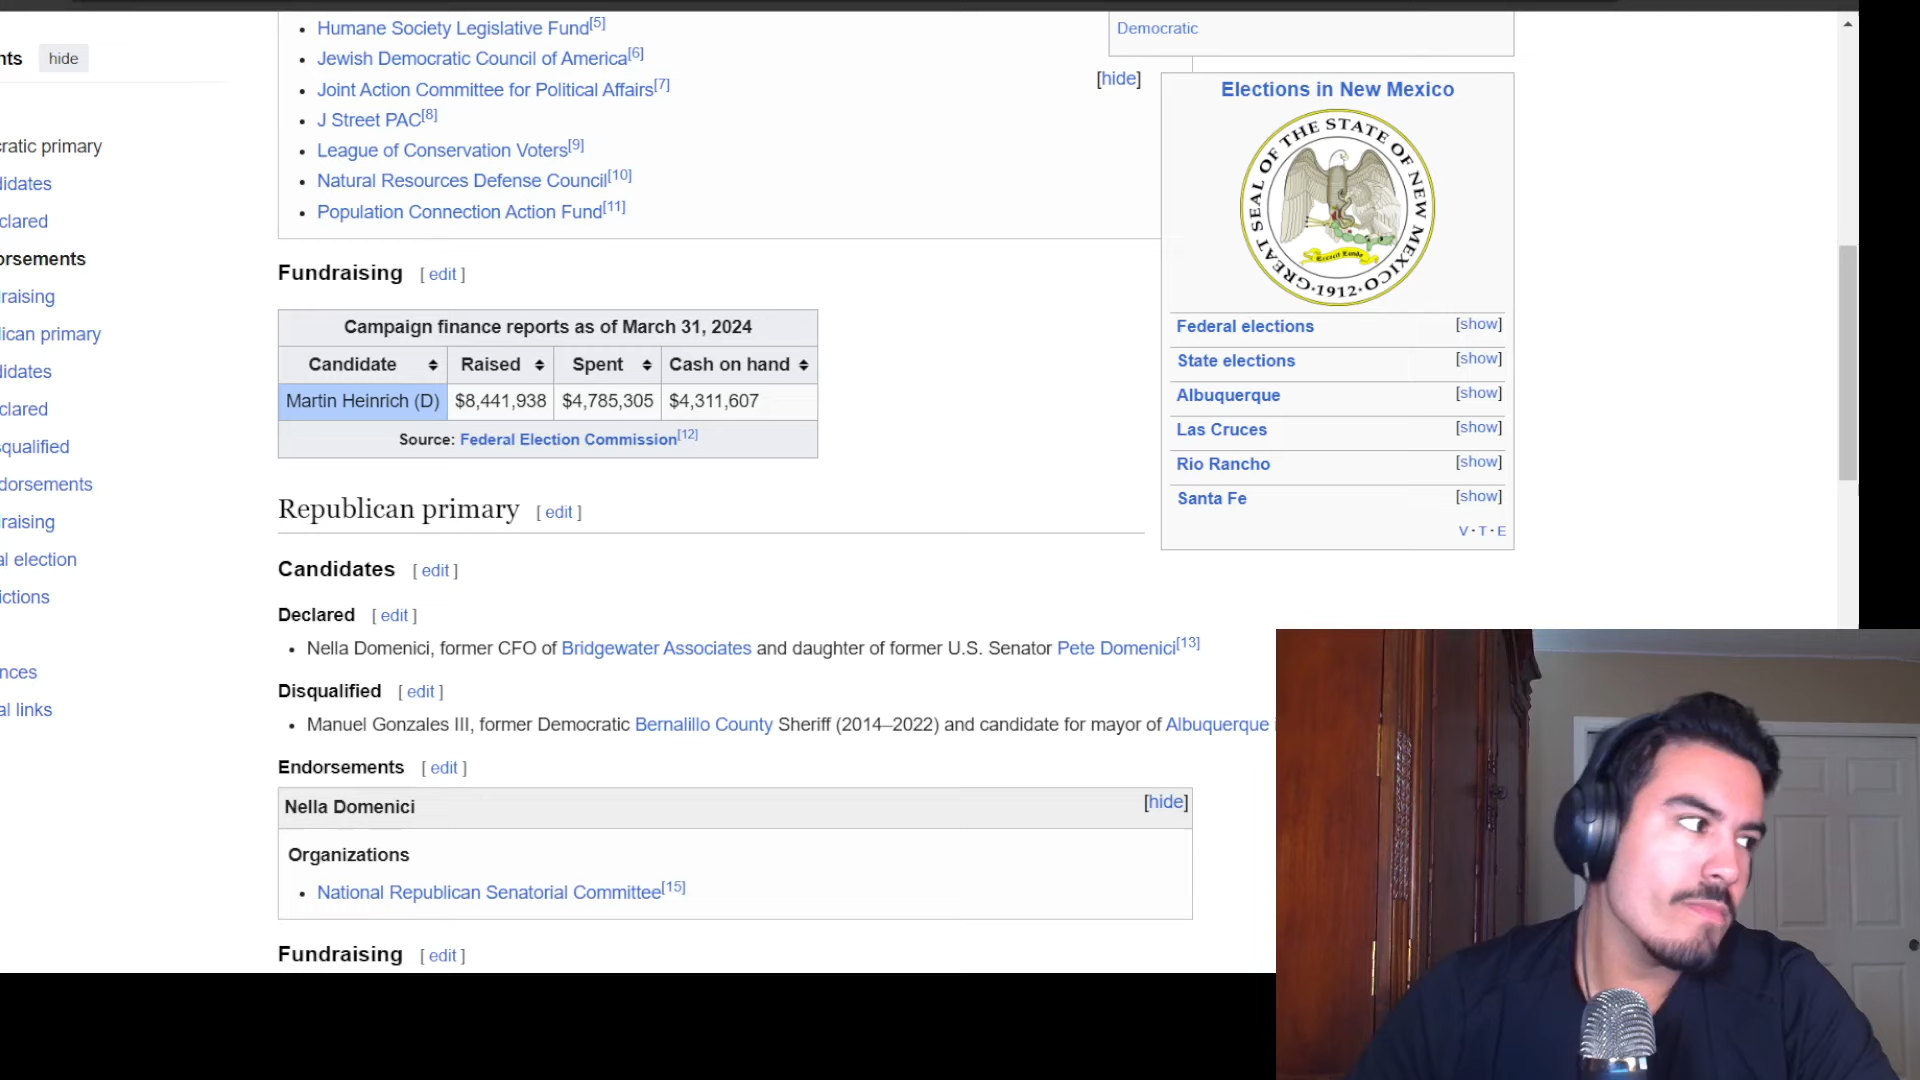 Humane Society Legislative Fund[5]
Jewish Democratic Council of America[6]
Joint Action Committee for Political Affairs[7]
J Street PAC[8]
League of Conservation Voters[9]
Natural Resources Defense Council[10]
Population Connection Action Fund[11]
[hide]
Fundraising [ edit ]
Campaign finance reports as of March 31, 2024
Candidate Raised Spent Cash on hand
Martin Heinrich (D) $8,441,938 $4,785,305 $4,311,607
Source: Federal Election Commission[12]
Republican primary [ edit ]
Candidates [ edit ]
Declared [ edit ]
Nella Domenici, former CFO of Bridgewater Associates and daughter of former U.S. Senator Pete Domenici[13]
Disqualified [ edit ]
Manuel Gonzales III, former Democratic Bernalillo County Sheriff (2014–2022) and candidate for mayor of Albuquerque
Endorsements [ edit ]
Nella Domenici [hide]
Organizations
National Republican Senatorial Committee[15]
Fundraising [ edit ]
Democratic
Elections in New Mexico
GREAT SEAL OF THE STATE OF NEW MEXICO
·1912·
Federal elections [show]
State elections [show]
Albuquerque [show]
Las Cruces [show]
Rio Rancho [show]
Santa Fe [show]
V · T · E
nts hide
cratic primary
didates
clared
orsements
raising
lican primary
didates
clared
squalified
dorsements
raising
al election
ictions
nces
al links